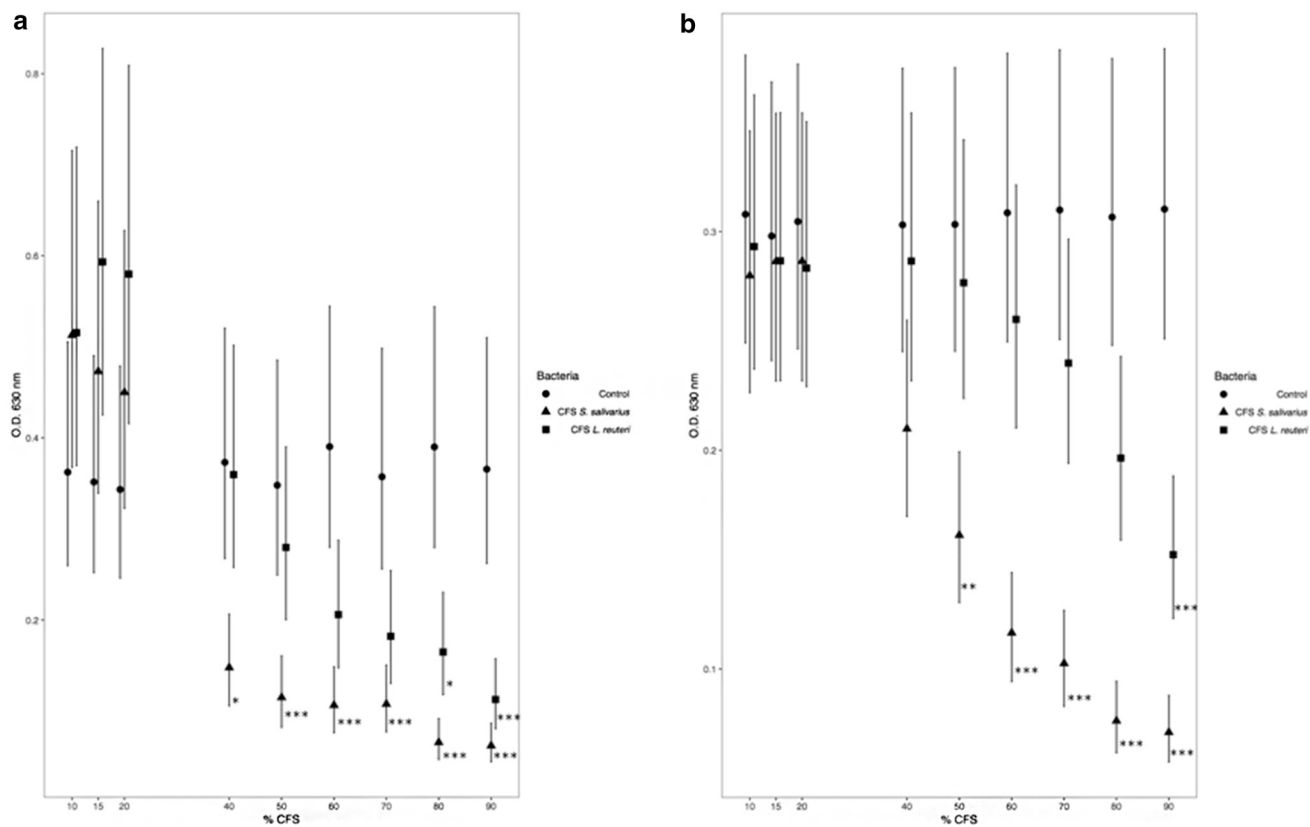 a
0.8
0.6
0.4
0.2
O.D. 630 nm
*
***
***
***
*
***
***
***
10 15 20 40 50 60 70 80 90
% CFS
Bacteria
Control
CFS S. salivarius
CFS L. reuteri
b
0.3
0.2
0.1
O.D. 630 nm
**
***
***
***
***
***
10 15 20 40 50 60 70 80 90
% CFS
Bacteria
Control
CFS S. salivarius
CFS L. reuteri